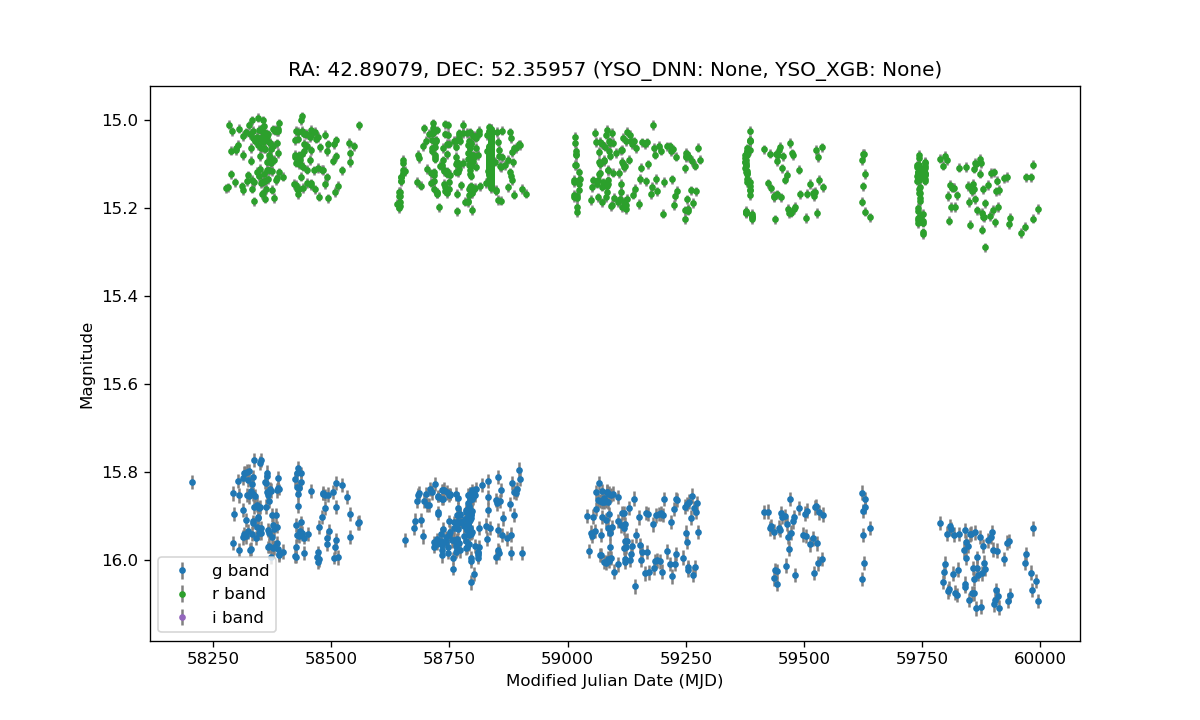 RA: 42.89079, DEC: 52.35957 (YSO_DNN: None, YSO_XGB: None)
Magnitude
15.0
15.2
15.4
15.6
15.8
16.0
g band
r band
i band
58250 58500 58750 59000 59250 59500 59750 60000
Modified Julian Date (MJD)